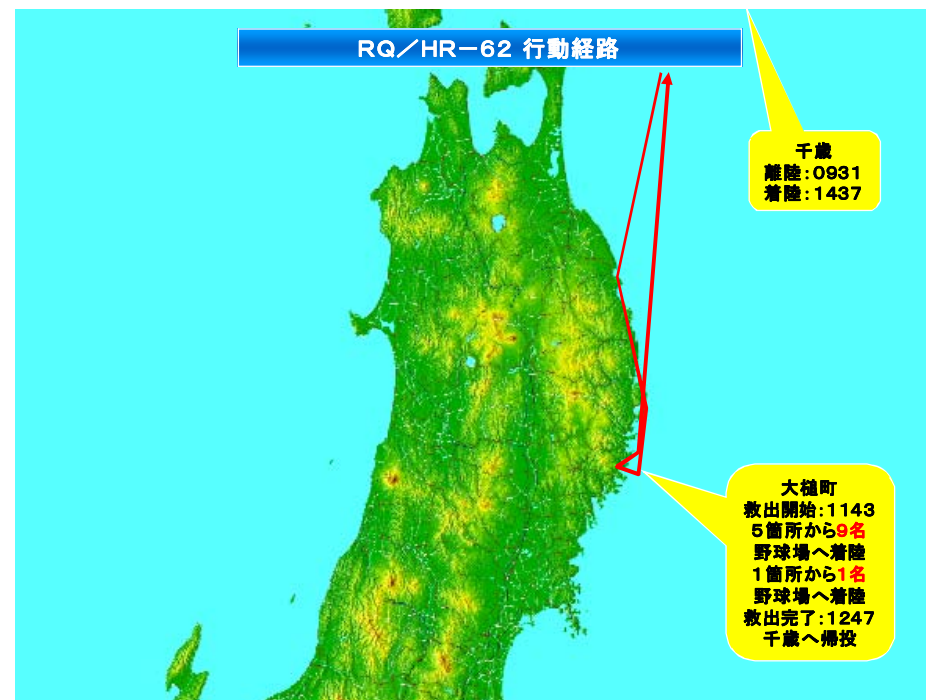 RQ／HR－62 行動経路
千歳
離陸：0931
着陸：1437
大槌町
救出開始：1143
５箇所から9名
野球場へ着陸
１箇所から1名
野球場へ着陸
救出完了：1247
千歳へ帰投